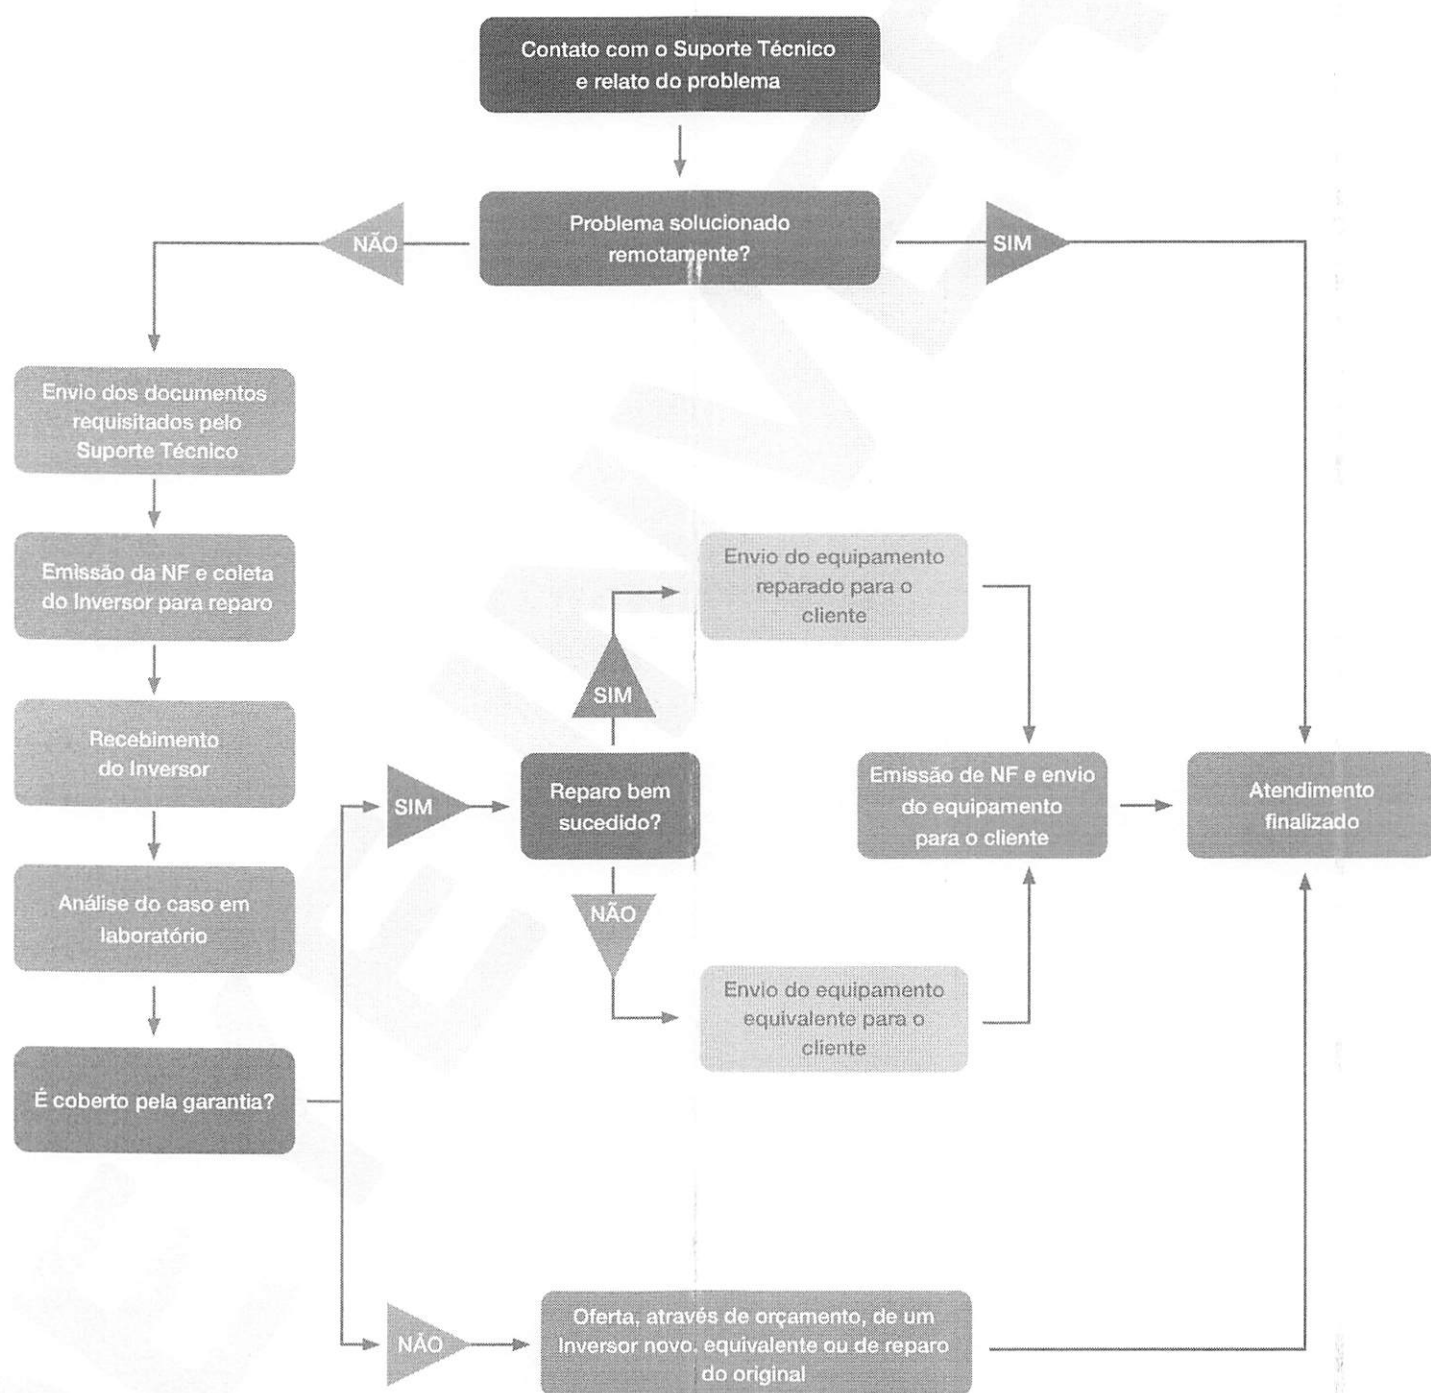 Contato com o Suporte Técnico
e relato do problema
Problema solucionado
remotamente?
NÃO
SIM
Envio dos documentos
requisitados pelo
Suporte Técnico
Emissão da NF e coleta
do Inversor para reparo
Recebimento
do Inversor
Análise do caso em
laboratório
É coberto pela garantia?
SIM
Reparo bem
sucedido?
SIM
Envio do equipamento
reparado para o
cliente
NÃO
Envio do equipamento
equivalente para o
cliente
Emissão de NF e envio
do equipamento
para o cliente
Atendimento
finalizado
NÃO
Oferta, através de orçamento, de um
Inversor novo, equivalente ou de reparo
do original